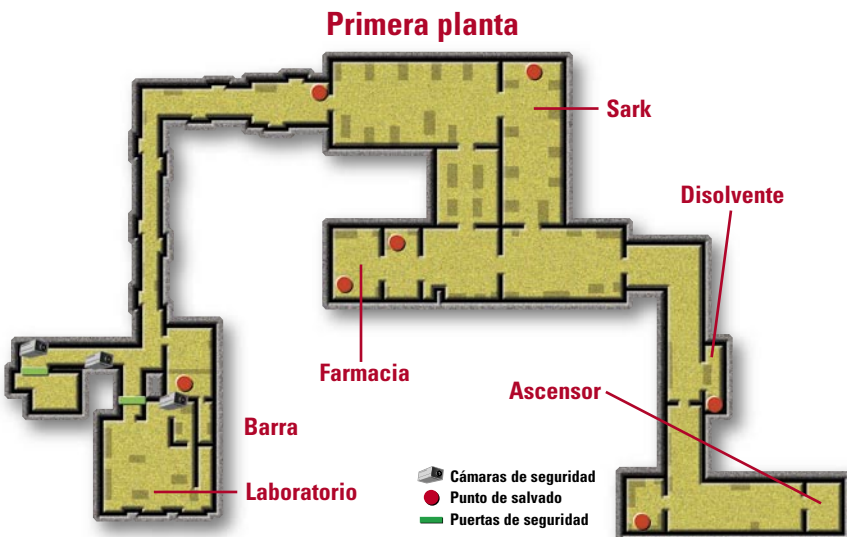 Primera planta
Sark
Disolvente
Farmacia
Ascensor
Barra
Laboratorio
Cámaras de seguridad
Punto de salvado
Puertas de seguridad